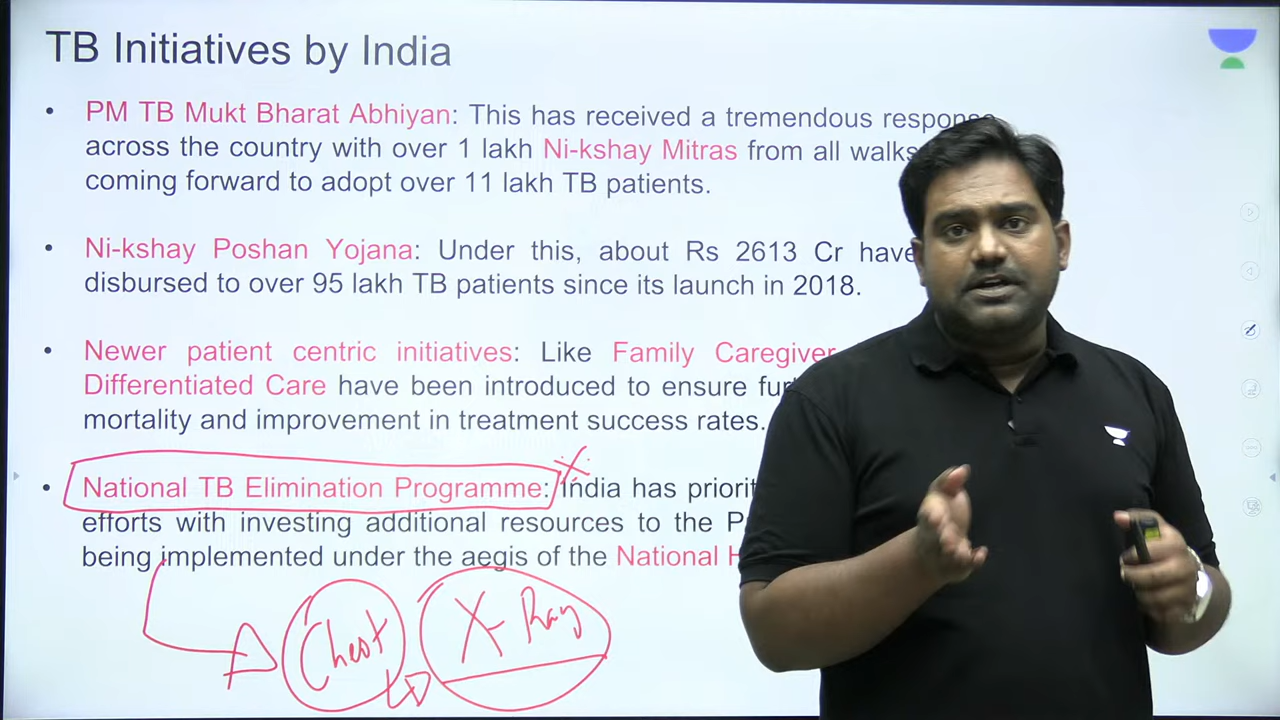 TB Initiatives by India
• PM TB Mukt Bharat Abhiyan: This has received a tremendous response
across the country with over 1 lakh Ni-kshay Mitras from all walks
coming forward to adopt over 11 lakh TB patients.
• Ni-kshay Poshan Yojana: Under this, about Rs 2613 Cr have
disbursed to over 95 lakh TB patients since its launch in 2018.
• Newer patient centric initiatives: Like Family Caregiver
Differentiated Care have been introduced to ensure
mortality and improvement in treatment success rates.
• National TB Elimination Programme: India has
efforts with investing additional resources to the
being implemented under the aegis of the National
Chest X-Ray